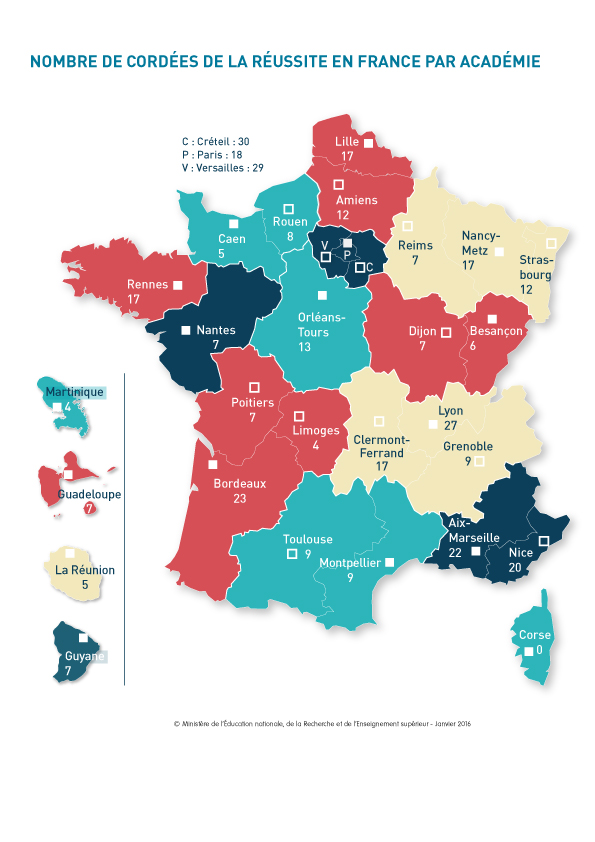 NOMBRE DE CORDÉES DE LA RÉUSSITE EN FRANCE PAR ACADÉMIE
C : Créteil : 30
P : Paris : 18
V : Versailles : 29
Lille
17
Amiens
12
Rouen
8
Caen
5
V
P
C
Reims
7
Nancy-
Metz
17
Stras-
bourg
12
Rennes
17
Nantes
7
Orléans-
Tours
13
Dijon
7
Besançon
6
Poitiers
7
Limoges
4
Clermont-
Ferrand
17
Lyon
27
Grenoble
9
Bordeaux
23
Toulouse
9
Montpellier
9
Aix-
Marseille
22
Nice
20
Corse
0
Martinique
4
Guadeloupe
7
La Réunion
5
Guyane
7
© Ministère de l'Éducation nationale, de la Recherche et de l'Enseignement supérieur - Janvier 2016